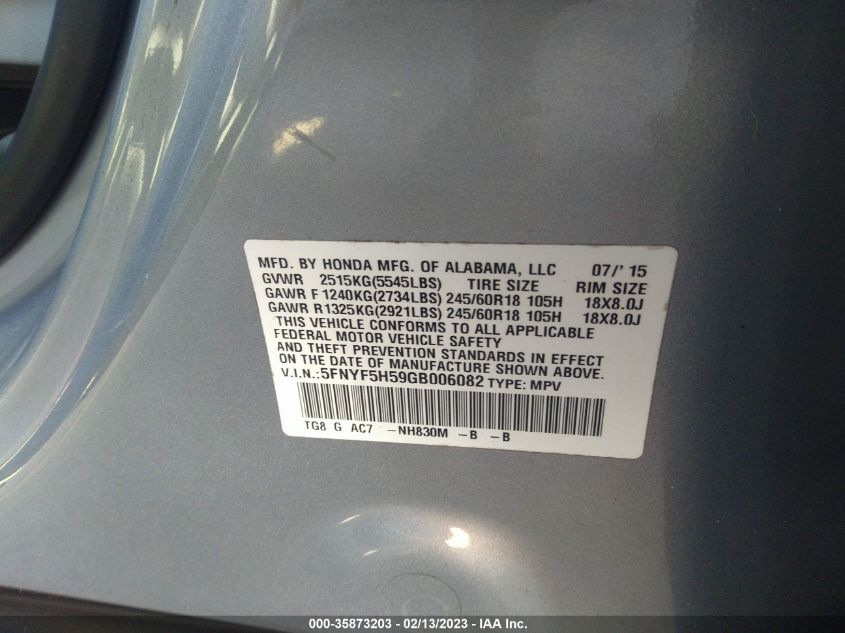 MFD. BY HONDA MFG. OF ALABAMA, LLC 07/' 15
GVWR 2515KG(5545LBS) TIRE SIZE RIM SIZE
GAWR F 1240KG(2734LBS) 245/60R18 105H 18X8.0J
GAWR R1325KG(2921LBS) 245/60R18 105H 18X8.0J
THIS VEHICLE CONFORMS TO ALL APPLICABLE
FEDERAL MOTOR VEHICLE SAFETY
AND THEFT PREVENTION STANDARDS IN EFFECT
ON THE DATE OF MANUFACTURE SHOWN ABOVE.
V.I.N.:5FNYF5H59GB006082 TYPE: MPV
TG8 G AC7 -NH830M -B -B
000-35873203 - 02/13/2023 - IAA Inc.